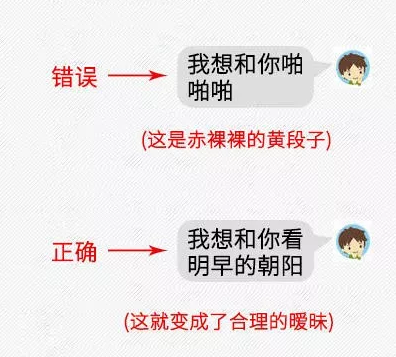 错误
我想和你啪
啪啪
(这是赤裸裸的黄段子)
正确
我想和你看
明早的朝阳
(这就变成了合理的暧昧)